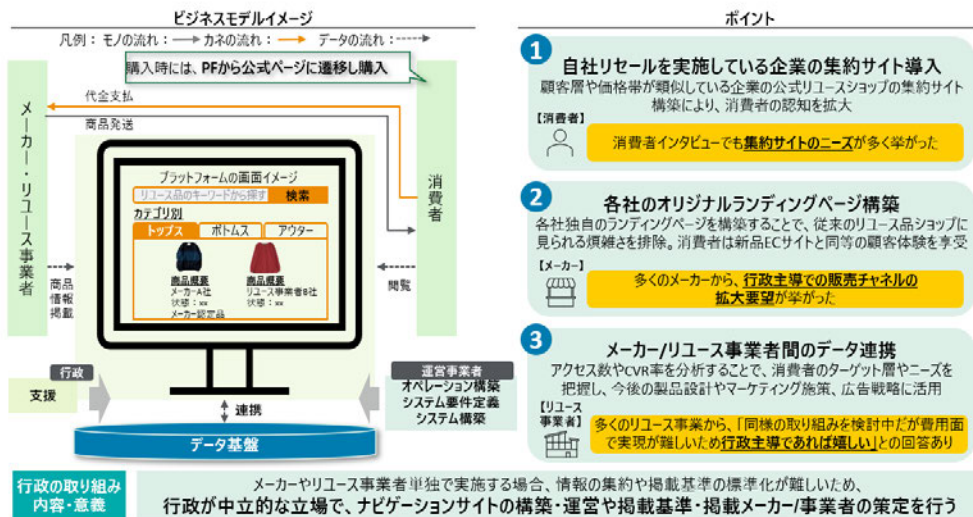 ビジネスモデルイメージ
凡例：モノの流れ：カネの流れ：データの流れ：
購入時には、PFから公式ページに遷移し購入
代金支払
商品発送
メーカー・リユース事業者
消費者
プラットフォームの画面イメージ
リユース品のキーワードから探す
検索
カテゴリ別
トップス
ボトムス
アウター
商品概要
メーカーA社
状態：xx
メーカー認定品
商品概要
リユース事業者B社
状態：xx
商品
情報
掲載
閲覧
行政
支援
運営事業者
オペレーション構築
システム要件定義
システム構築
連携
データ基盤
ポイント
1
自社リセールを実施している企業の集約サイト導入
顧客層や価格帯が類似している企業の公式リユースショップの集約サイト
構築により、消費者の認知を拡大
【消費者】
消費者インタビューでも集約サイトのニーズが多く挙がった
2
各社のオリジナルランディングページ構築
各社独自のランディングページを構築することで、従来のリユース品ショップに
見られる煩雑さを排除。消費者は新品ECサイトと同等の顧客体験を享受
【メーカー】
多くのメーカーから、行政主導での販売チャネルの
拡大要望が挙がった
3
メーカー/リユース事業者間のデータ連携
アクセス数やCVR率を分析することで、消費者のターゲット層やニーズを
把握し、今後の製品設計やマーケティング施策、広告戦略に活用
【リユース
事業者】
多くのリユース事業から、「同様の取り組みを検討中だが費用面
で実現が難しいため行政主導であれば嬉しい」との回答あり
行政の取り組み
内容・意義
メーカーやリユース事業者単独で実施する場合、情報の集約や掲載基準の標準化が難しいため、
行政が中立的な立場で、ナビゲーションサイトの構築・運営や掲載基準・掲載メーカー/事業者の策定を行う